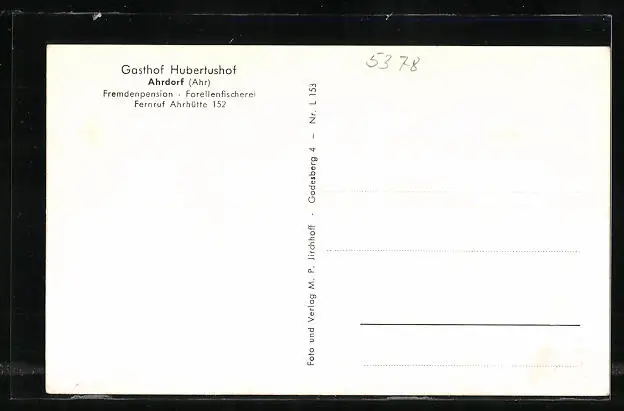 Gasthof Hubertushof
Ahrdorf (Ahr)
Fremdenpension · Forellenfischerei
Fernruf Ahrhütte 152
Foto und Verlag M. P. Jirchhoff · Godesberg 4 – Nr. L 153
5378